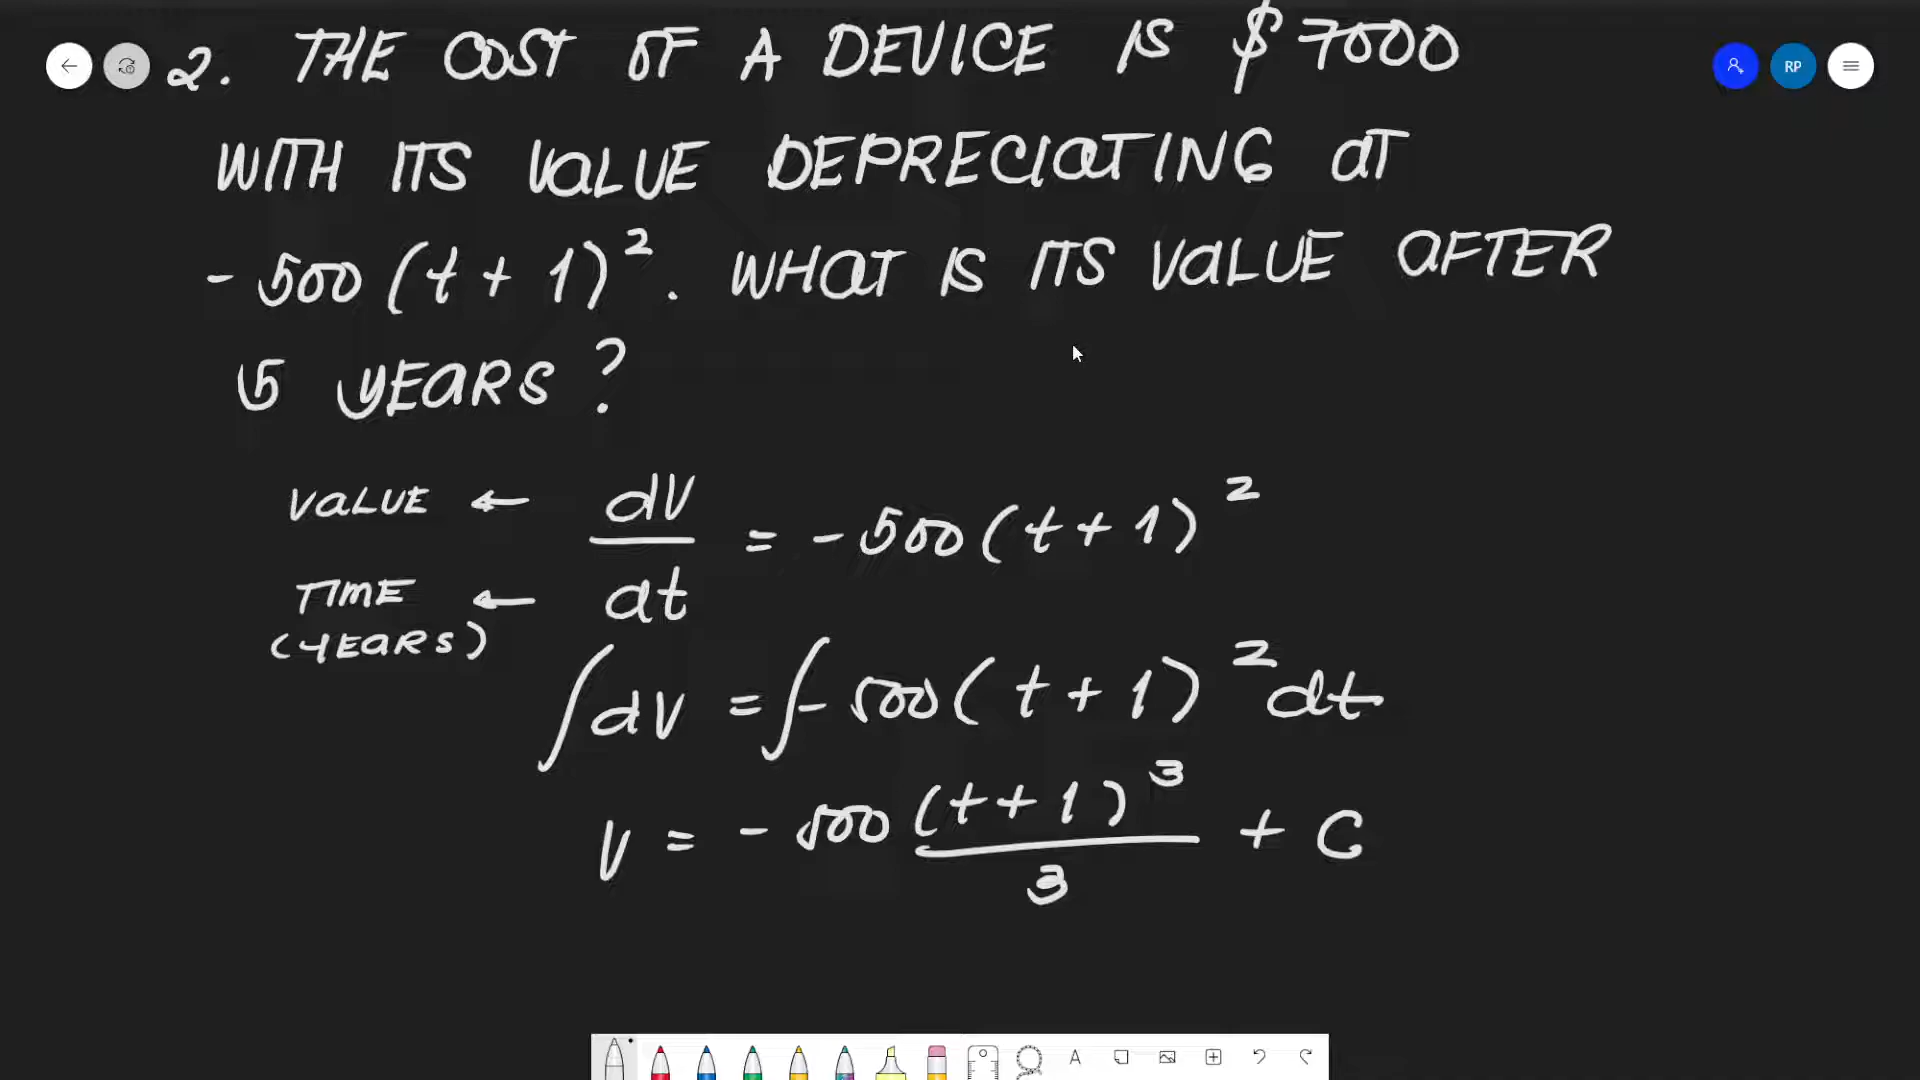 2. THE COST OF A DEVICE IS $7000
WITH ITS VALUE DEPRECIATING AT
-500(t+1)². WHAT IS ITS VALUE AFTER
5 YEARS?
VALUE ← dV/dt = -500(t+1)²
TIME ←
(YEARS)
∫dV = ∫-500(t+1)²dt
V = -500 (t+1)³/3 + C
RP
A